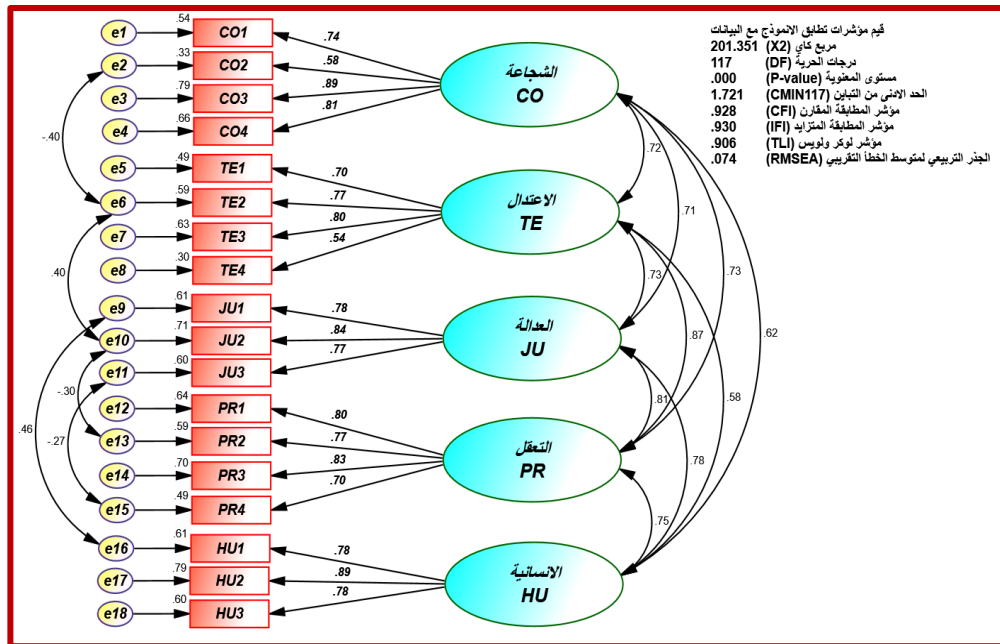 قيم مؤشرات تطابق الانموذج مع البيانات
مربع كاي (X2) 201.351
درجات الحرية (DF) 117
مستوى المعنوية (P-value) .000
الحد الادنى من التباين (CMIN117) 1.721
مؤشر المطابقة المقارن (CFI) .928
مؤشر المطابقة المتزايد (IFI) .930
مؤشر لوكر ولويس (TLI) .906
الجذر التربيعي لمتوسط الخطأ التقريبي (RMSEA) .074
e1 .54 CO1 .74
e2 .33 CO2 .58
e3 .79 CO3 .89
e4 .66 CO4 .81
الشجاعة
CO
e5 .49 TE1 .70
e6 .59 TE2 .77
e7 .63 TE3 .80
e8 .30 TE4 .54
الاعتدال
TE
e9 .61 JU1 .78
e10 .71 JU2 .84
e11 .60 JU3 .77
العدالة
JU
e12 .64 PR1 .80
e13 .59 PR2 .77
e14 .70 PR3 .83
e15 .49 PR4 .70
التعقل
PR
e16 .61 HU1 .78
e17 .79 HU2 .89
e18 .60 HU3 .78
الانسانية
HU
-.40
.40
-.30
-.27
.46
.72
.71
.73
.73
.62
.87
.58
.81
.78
.75